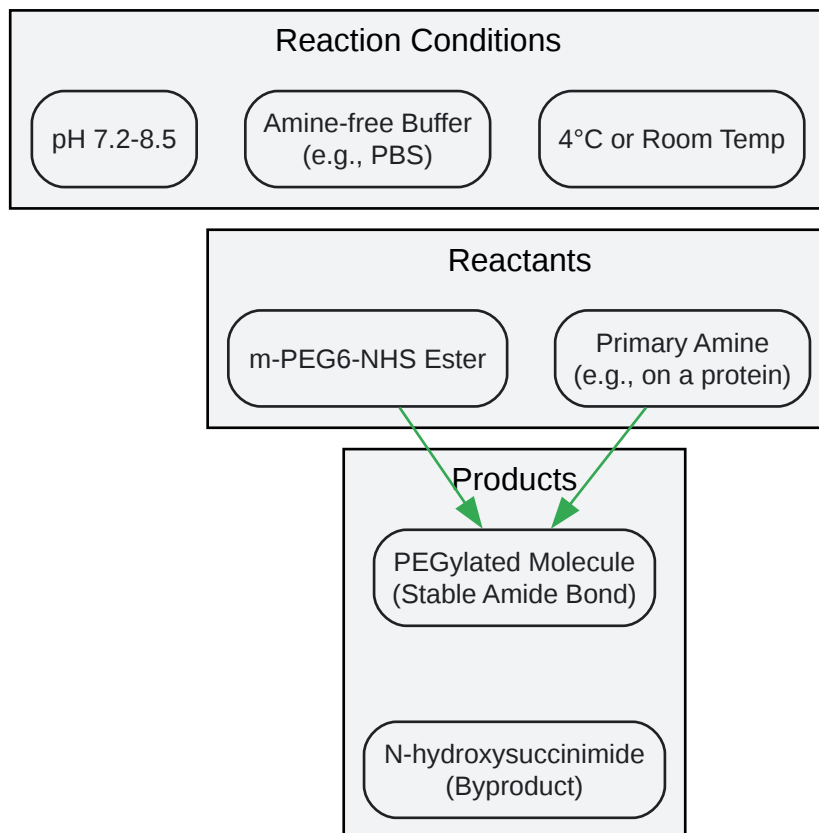 Reaction Conditions
pH 7.2-8.5
Amine-free Buffer
(e.g., PBS)
4°C or Room Temp
Reactants
m-PEG6-NHS Ester
Primary Amine
(e.g., on a protein)
Products
PEGylated Molecule
(Stable Amide Bond)
N-hydroxysuccinimide
(Byproduct)